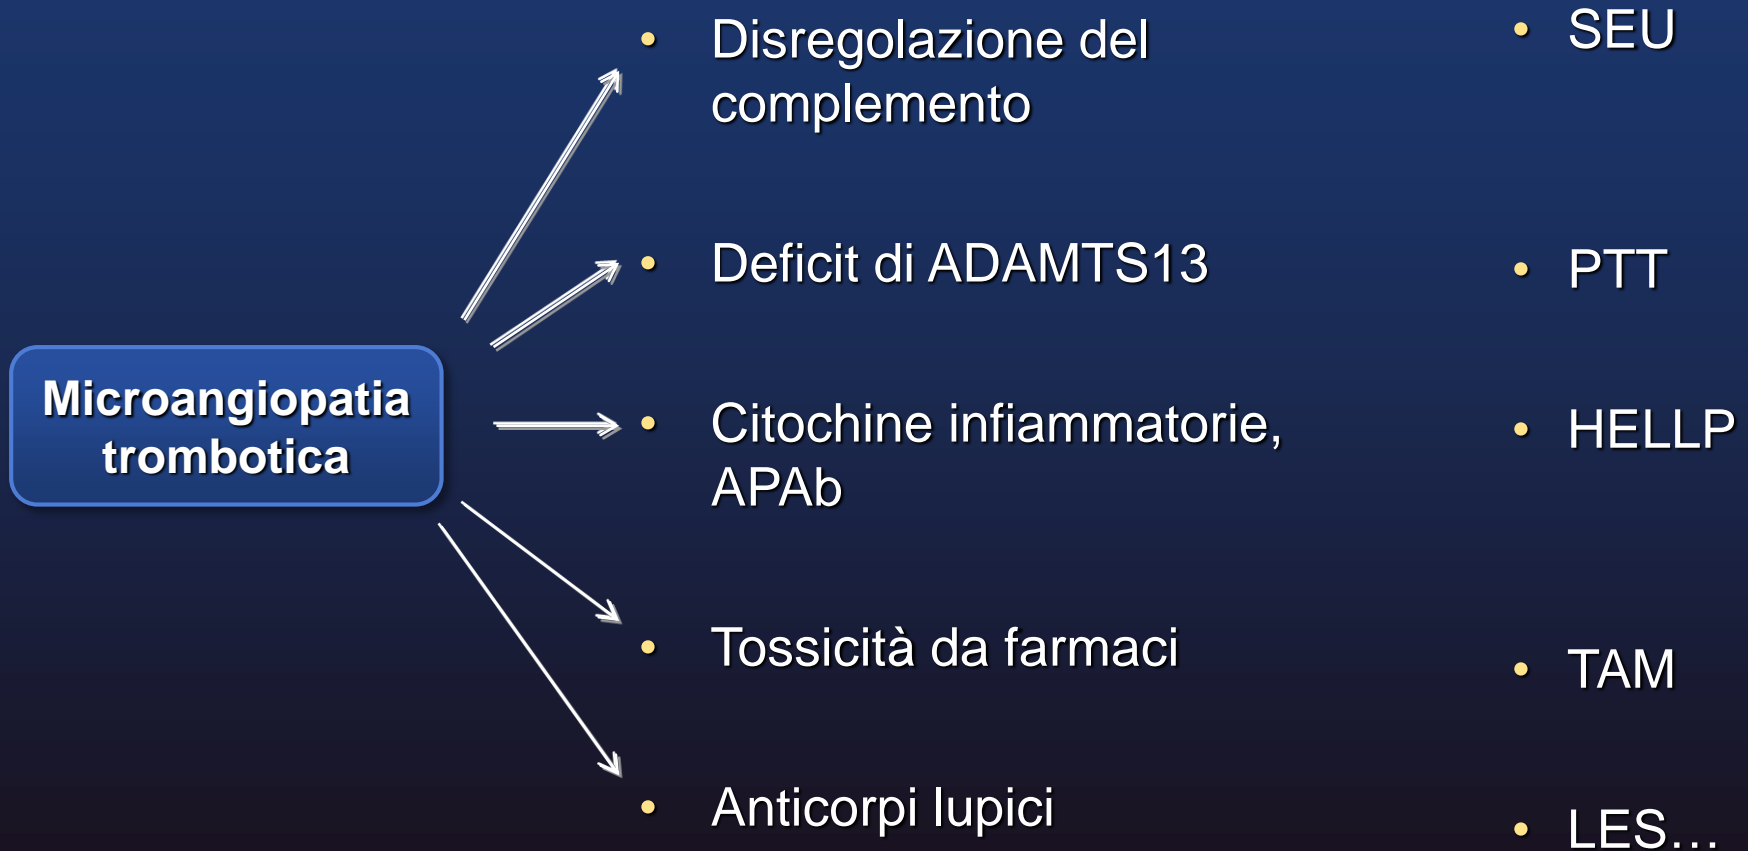 Disregolazione del
complemento
SEU
Deficit di ADAMTS13
PTT
Microangiopatia
trombotica
Citochine infiammatorie,
APAb
HELLP
Tossicità da farmaci
TAM
Anticorpi lupici
LES...